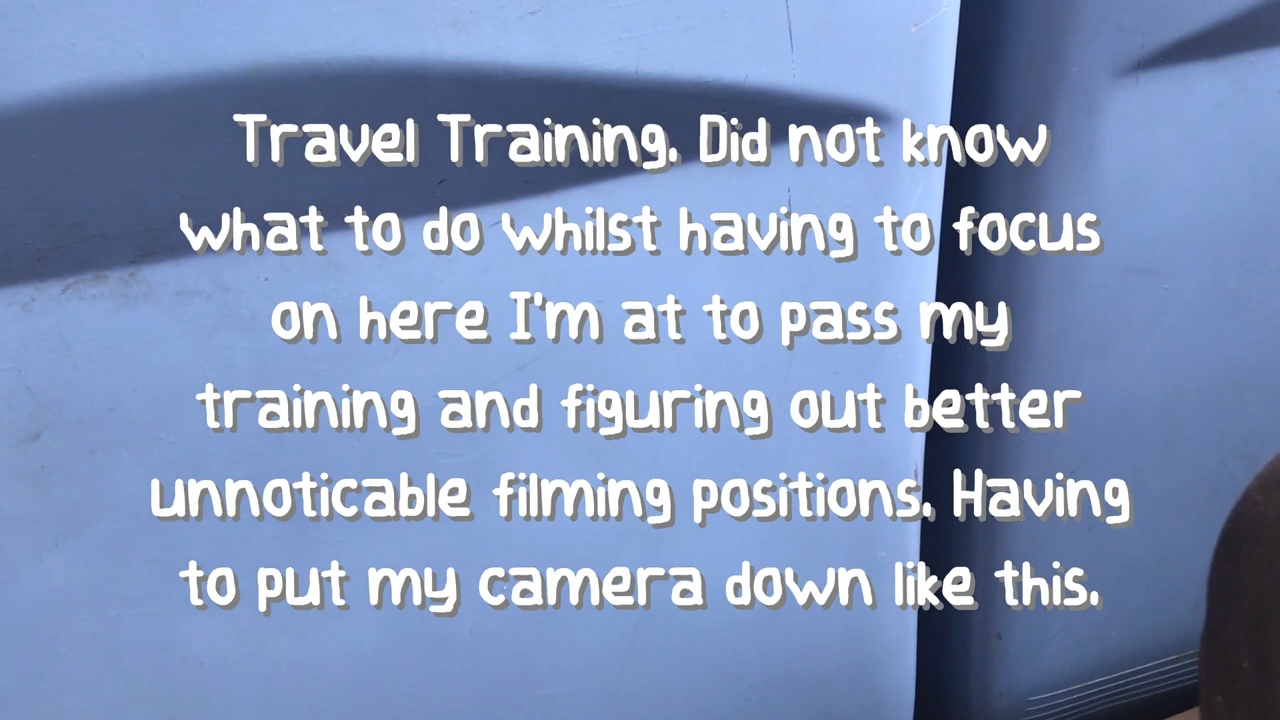 Travel Training. Did not know
what to do whilst having to focus
on here I'm at to pass my
training and figuring out better
unnoticable filming positions. Having
to put my camera down like this.